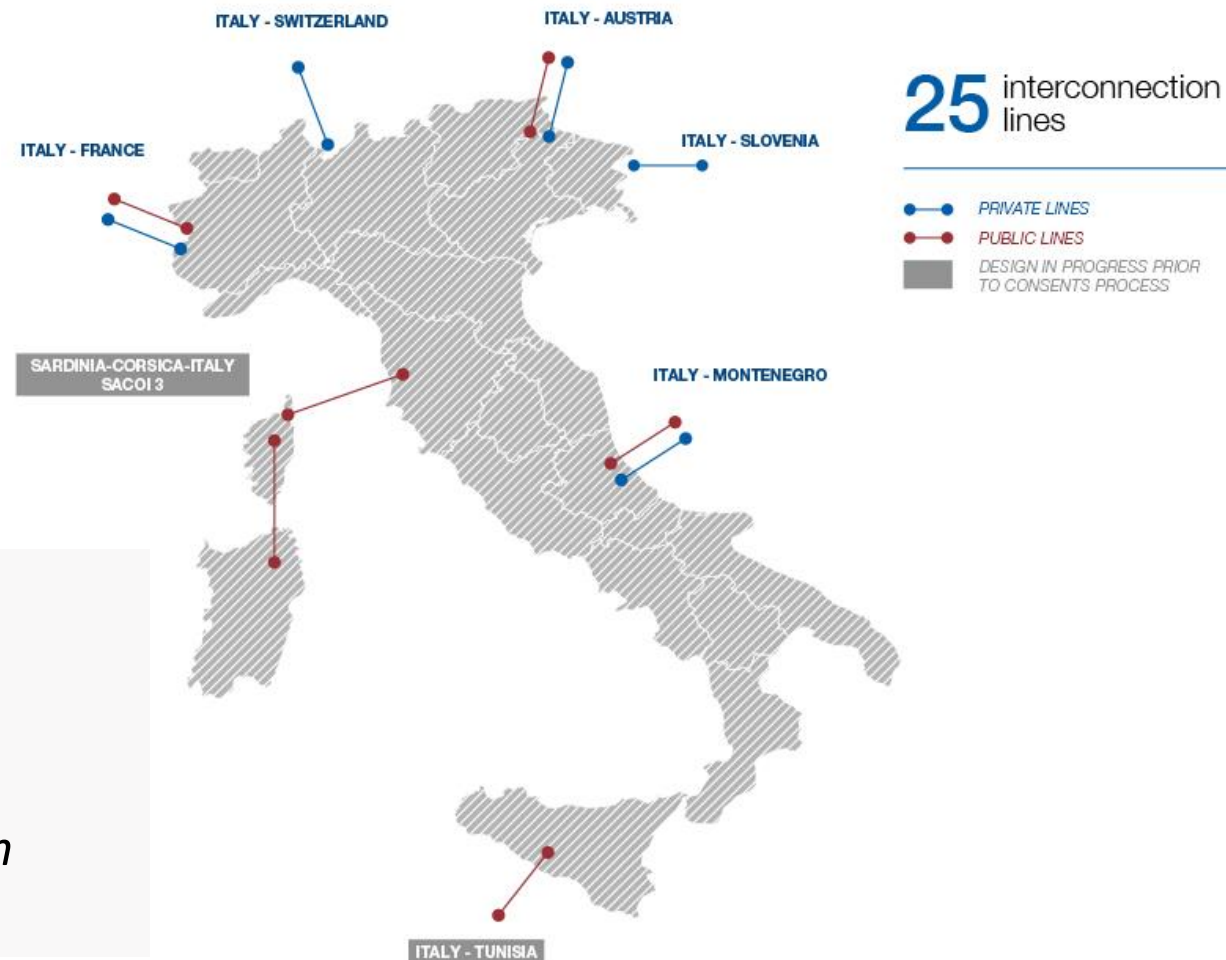 ITALY - SWITZERLAND
ITALY - AUSTRIA
25 interconnection
lines
ITALY - FRANCE
ITALY - SLOVENIA
PRIVATE LINES
PUBLIC LINES
DESIGN IN PROGRESS PRIOR
TO CONSENTS PROCESS
SARDINIA-CORSICA-ITALY
SACOI 3
ITALY - MONTENEGRO
ITALY - TUNISIA